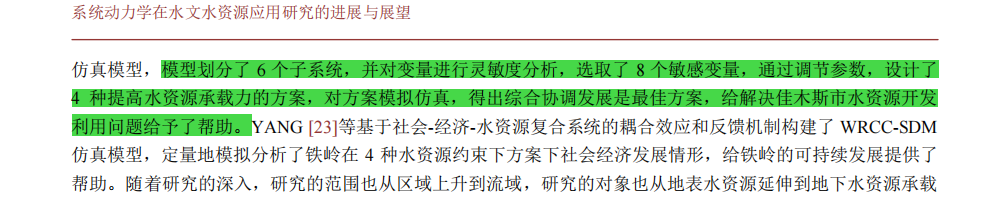 系统动力学在水文水资源应用研究的进展与展望
仿真模型，模型划分了 6 个子系统，并对变量进行灵敏度分析，选取了 8 个敏感变量，通过调节参数，设计了
4 种提高水资源承载力的方案，对方案模拟仿真，得出综合协调发展是最佳方案，给解决佳木斯市水资源开发
利用问题给予了帮助。YANG [23]等基于社会-经济-水资源复合系统的耦合效应和反馈机制构建了 WRCC-SDM
仿真模型，定量地模拟分析了铁岭在 4 种水资源约束下方案下社会经济发展情形，给铁岭的可持续发展提供了
帮助。随着研究的深入，研究的范围也从区域上升到流域，研究的对象也从地表水资源延伸到地下水资源承载